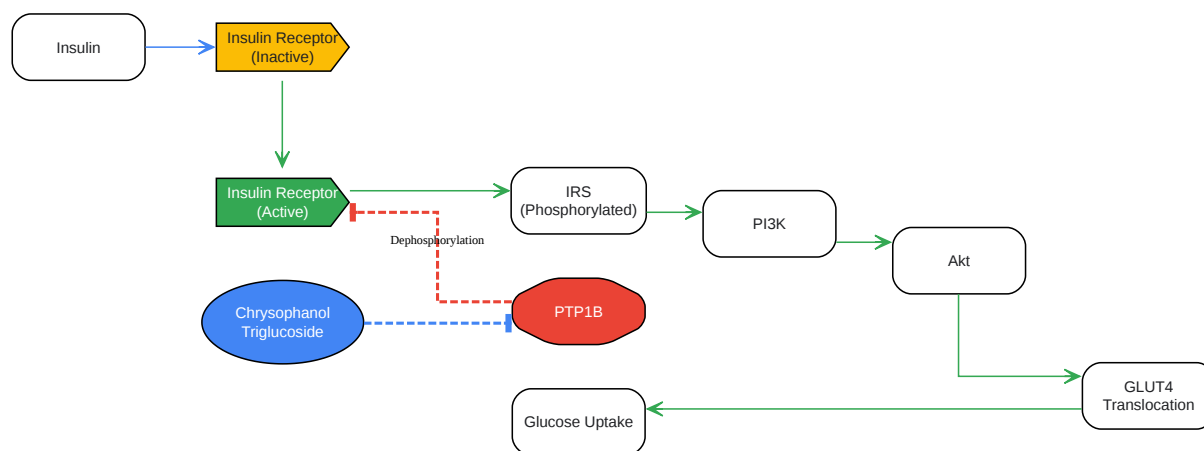 Insulin
Insulin Receptor
(Inactive)
Insulin Receptor
(Active)
IRS
(Phosphorylated)
PI3K
Akt
Dephosphorylation
Chrysophanol
Triglucoside
PTP1B
GLUT4
Translocation
Glucose Uptake